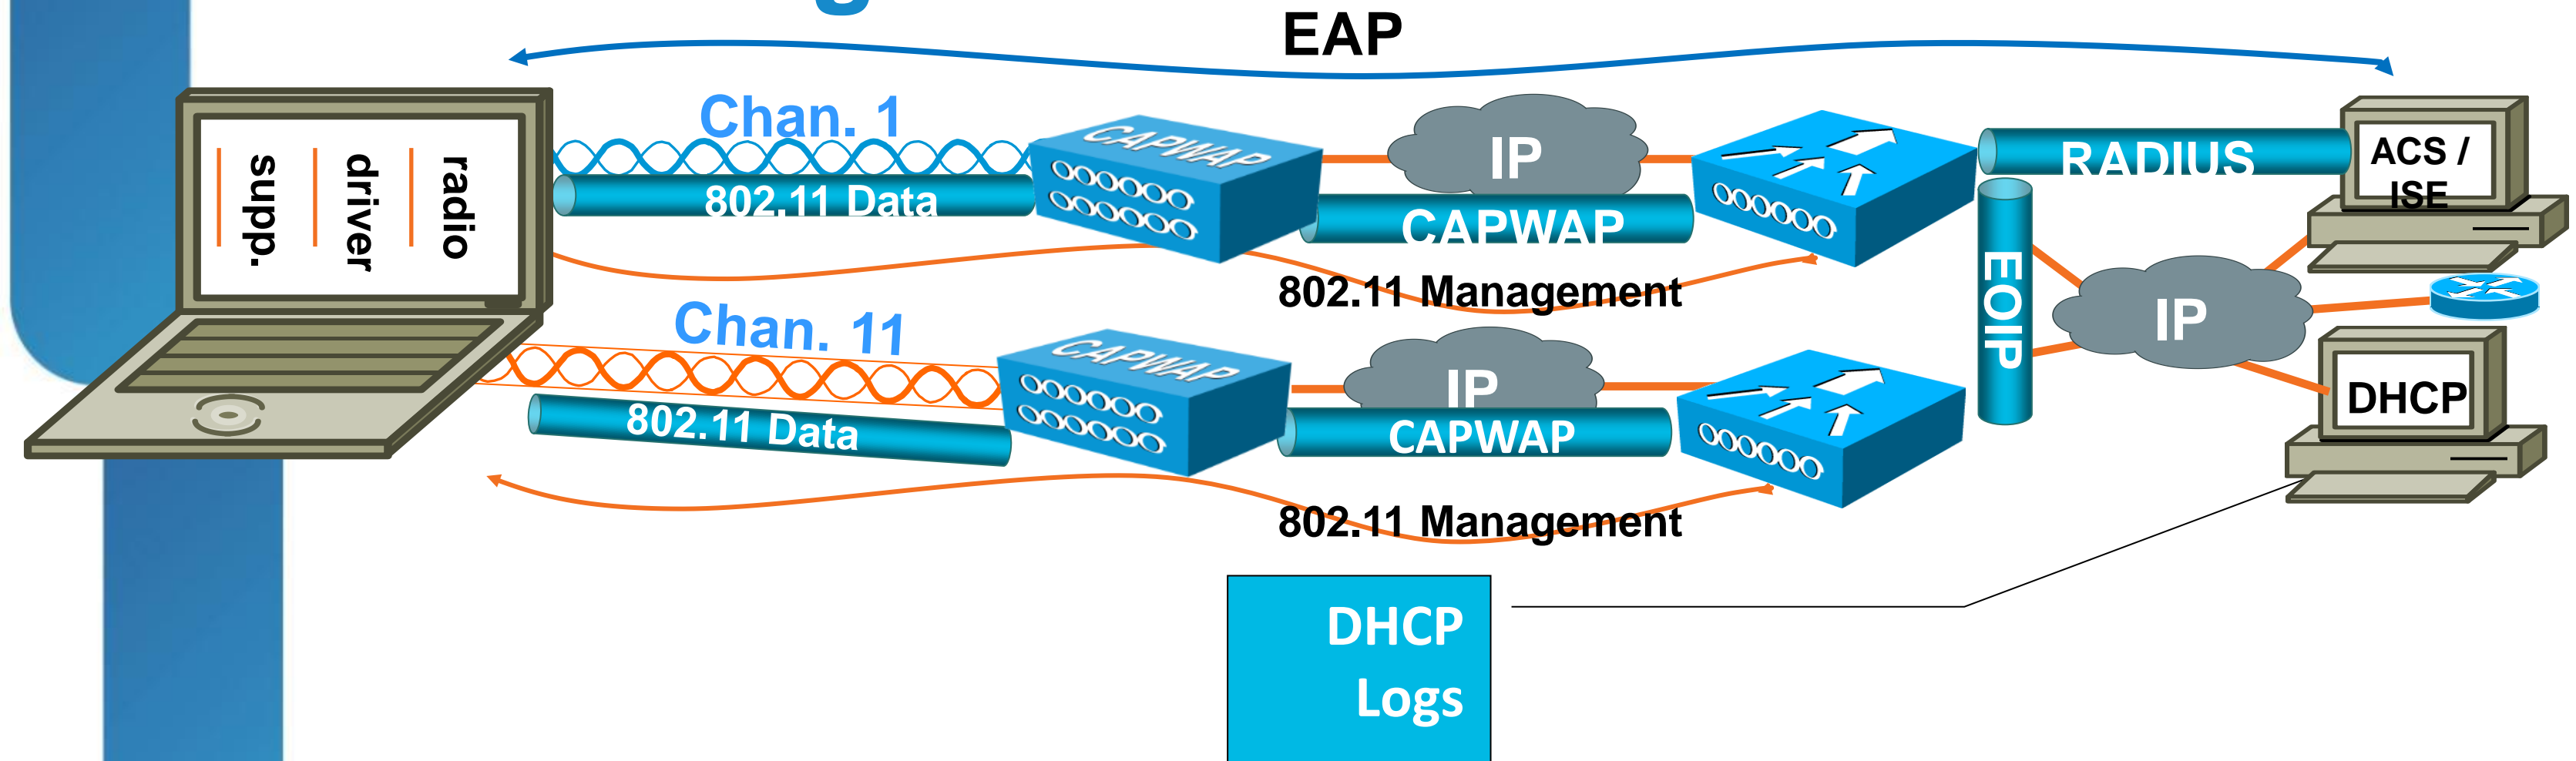 EAP
Chan. 1
802.11 Data
radio
driver
supp.
CAPWAP
IP
CAPWAP
802.11 Management
RADIUS
ACS /
ISE
EOIP
IP
Chan. 11
802.11 Data
CAPWAP
IP
CAPWAP
802.11 Management
DHCP
DHCP
Logs